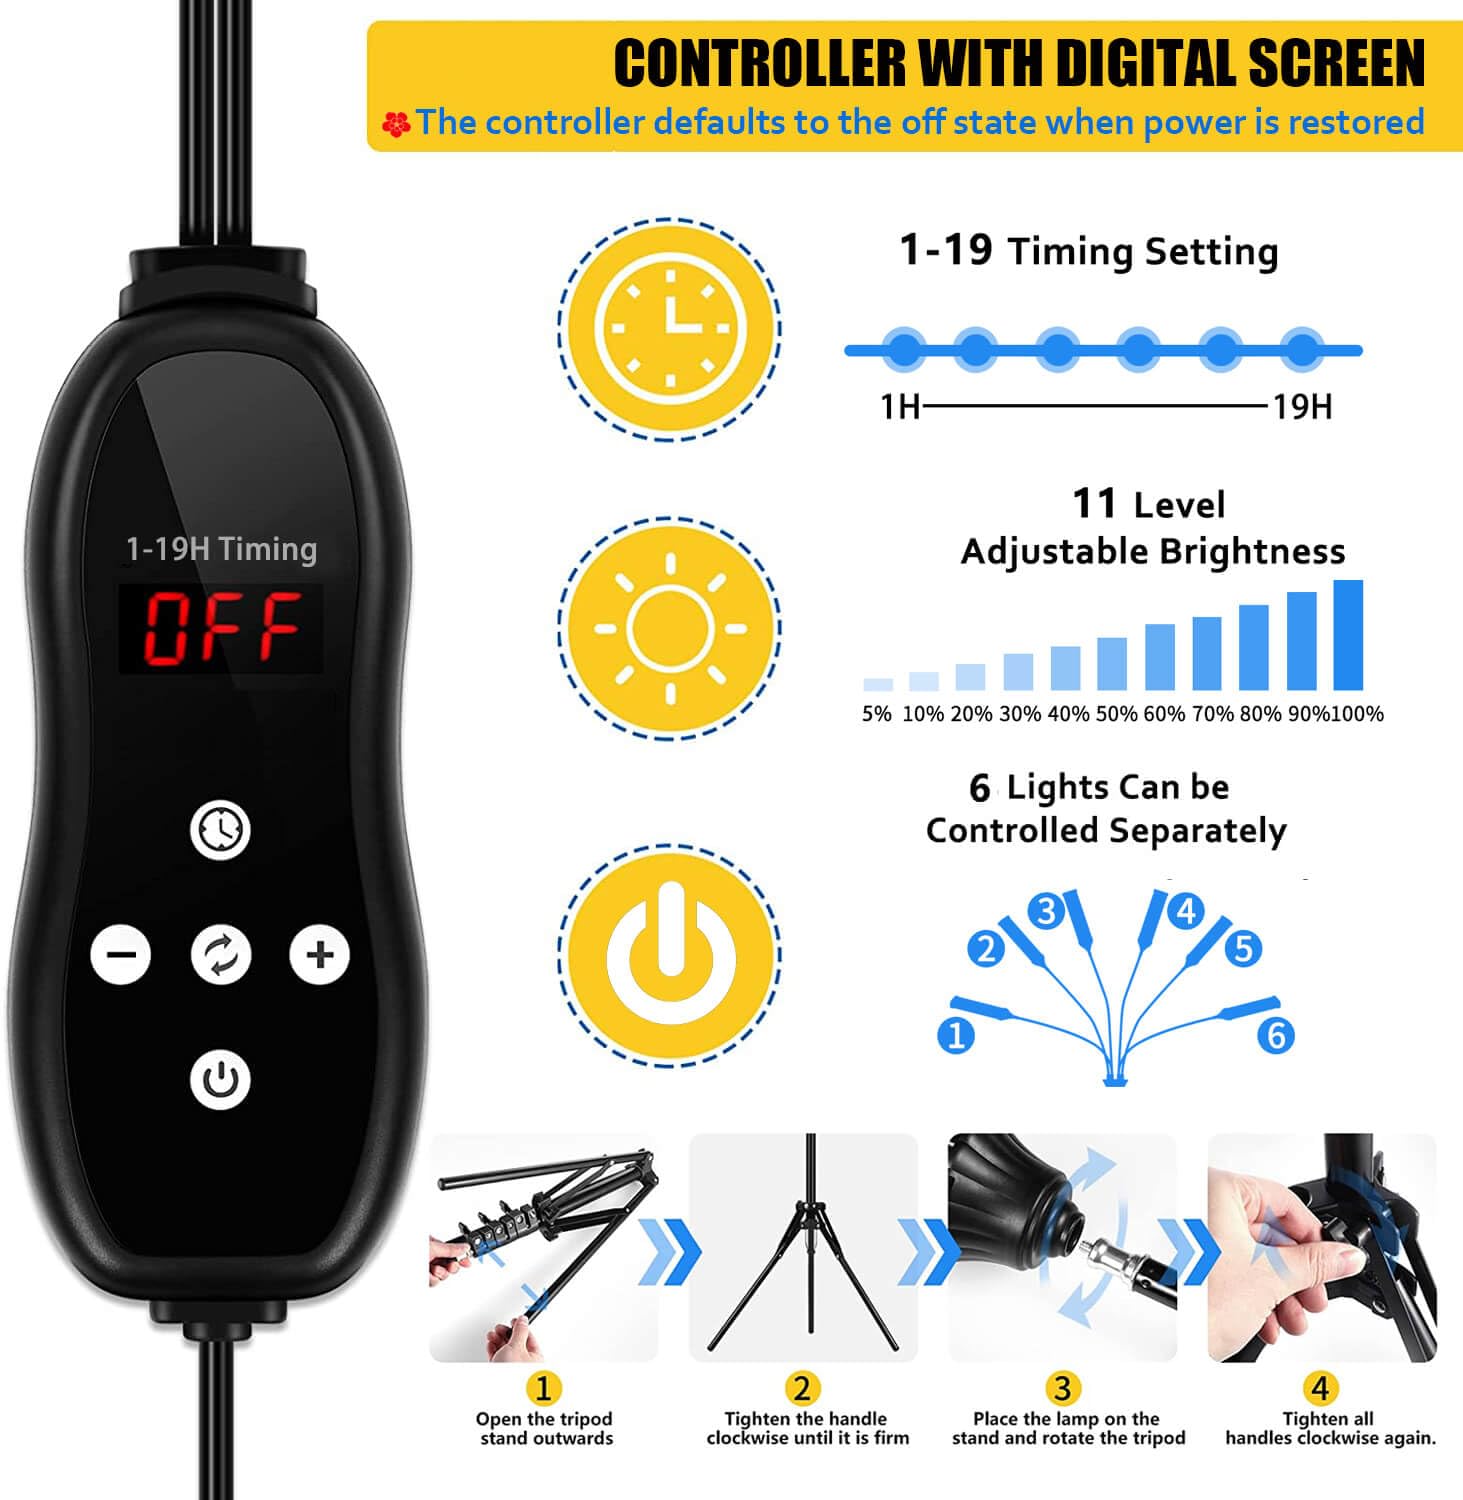 CONTROLLER WITH DIGITAL SCREEN
The controller defaults to the off state when power is restored
1-19 Timing Setting
1H 19H
11 Level
Adjustable Brightness
5% 10% 20% 30% 40% 50% 60% 70% 80% 90% 100%
6 Lights Can be
Controlled Separately
1 2 3 4 5 6
1-19H Timing
OFF
1
Open the tripod
stand outwards
2
Tighten the handle
clockwise until it is firm
3
Place the lamp on the
stand and rotate the tripod
4
Tighten all
handles clockwise again.